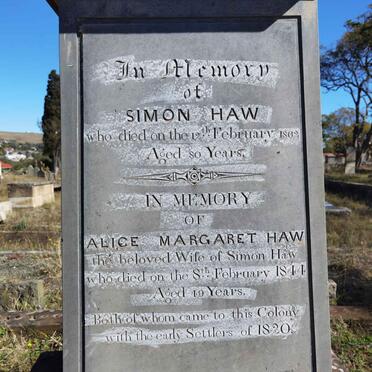 In Memory
of
SIMON HAW
who died on the 12th February 1862
Aged 80 Years.
IN MEMORY
OF
ALICE MARGARET HAW
the beloved Wife of Simon Haw
who died on the 8th February 1844
Aged 49 Years.
Both of whom came to this Colony
with the early Settlers of 1820.